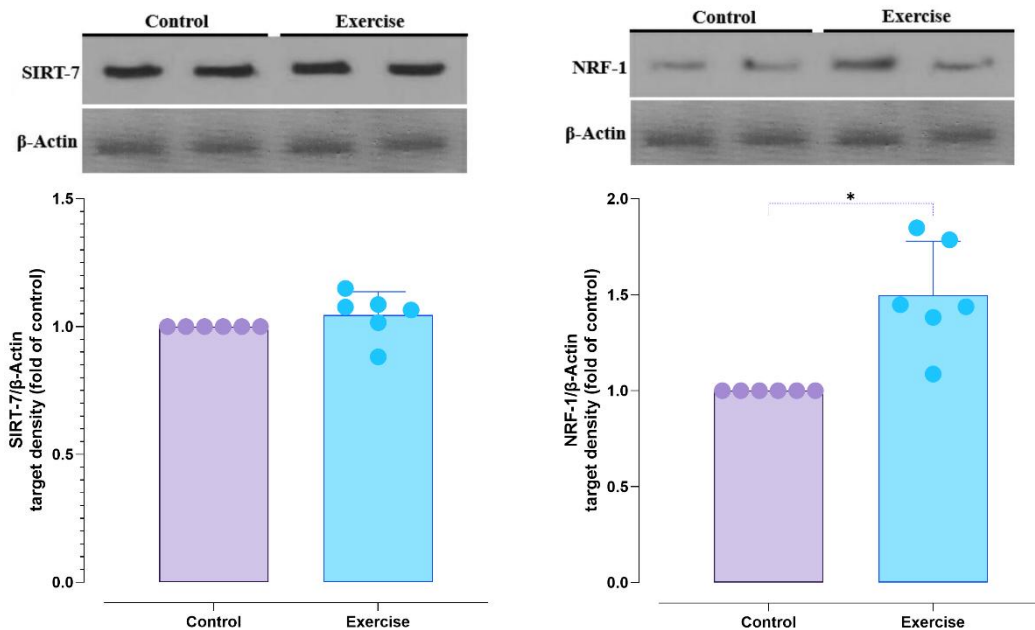 Control Exercise
SIRT-7
β-Actin
1.5
1.0
0.5
0.0
SIRT-7/β-Actin
target density (fold of control)
Control Exercise
Control Exercise
NRF-1
β-Actin
*
2.0
1.5
1.0
0.5
0.0
NRF-1/β-Actin
target density (fold of control)
Control Exercise